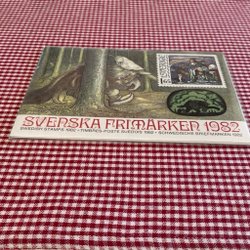 SVENSKA FRIMÄRKEN 1982
SWEDISH STAMPS 1982 • TIMBRES-POSTE SUEDOIS 1982 • SCHWEDISCHE BRIEFMARKEN 1982